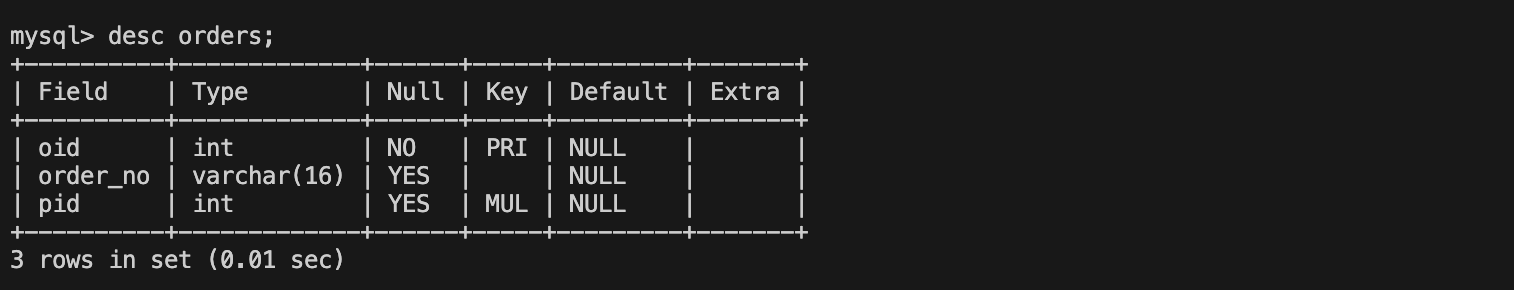 mysql> desc orders;
+----------+-------------+------+-----+---------+-------+
| Field    | Type        | Null | Key | Default | Extra |
+----------+-------------+------+-----+---------+-------+
| oid      | int         | NO   | PRI | NULL    |       |
| order_no | varchar(16) | YES  |     | NULL    |       |
| pid      | int         | YES  | MUL | NULL    |       |
+----------+-------------+------+-----+---------+-------+
3 rows in set (0.01 sec)